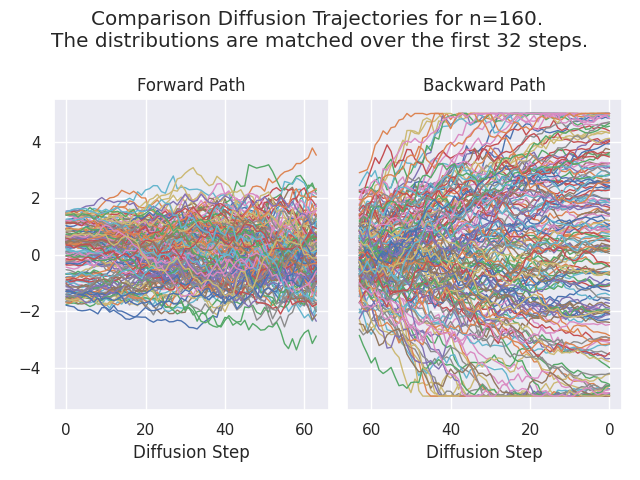 Comparison Diffusion Trajectories for n=160.
The distributions are matched over the first 32 steps.
Forward Path
Backward Path
4
2
0
−2
−4
0
20
40
60
60
40
20
0
Diffusion Step
Diffusion Step